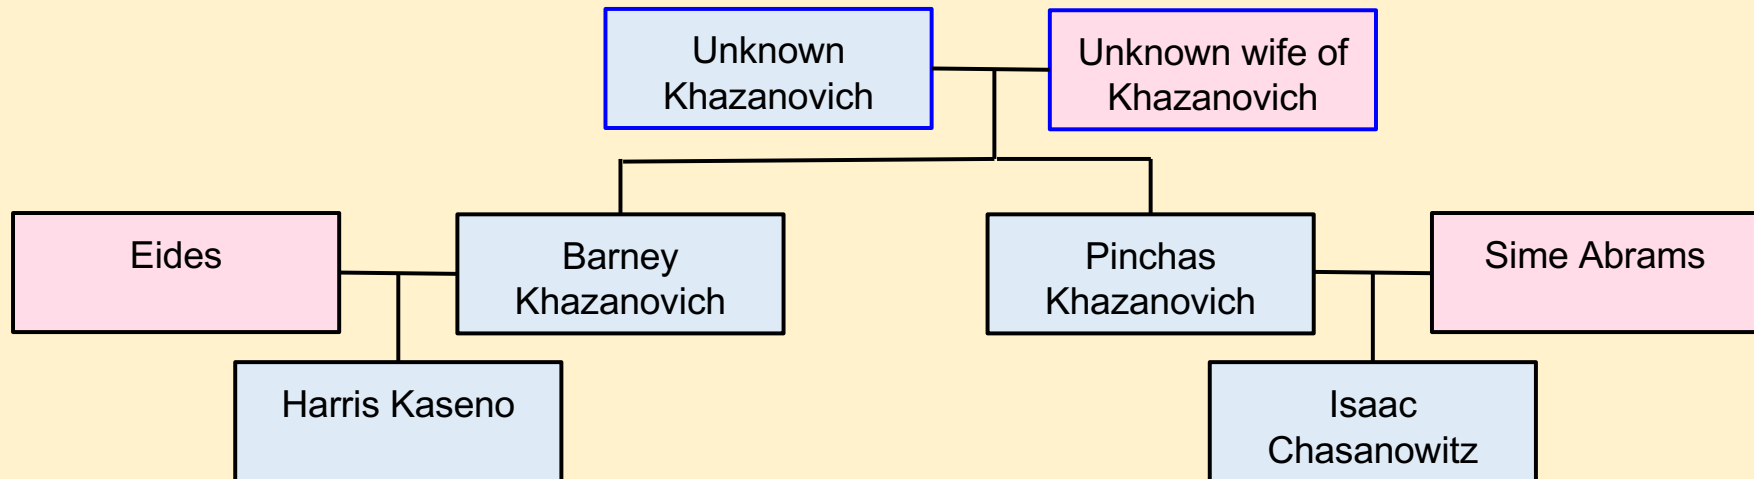 Unknown
Khazanovich
Unknown wife of
Khazanovich
Eides
Barney
Khazanovich
Pinchas
Khazanovich
Sime Abrams
Harris Kaseno
Isaac
Chasanowitz